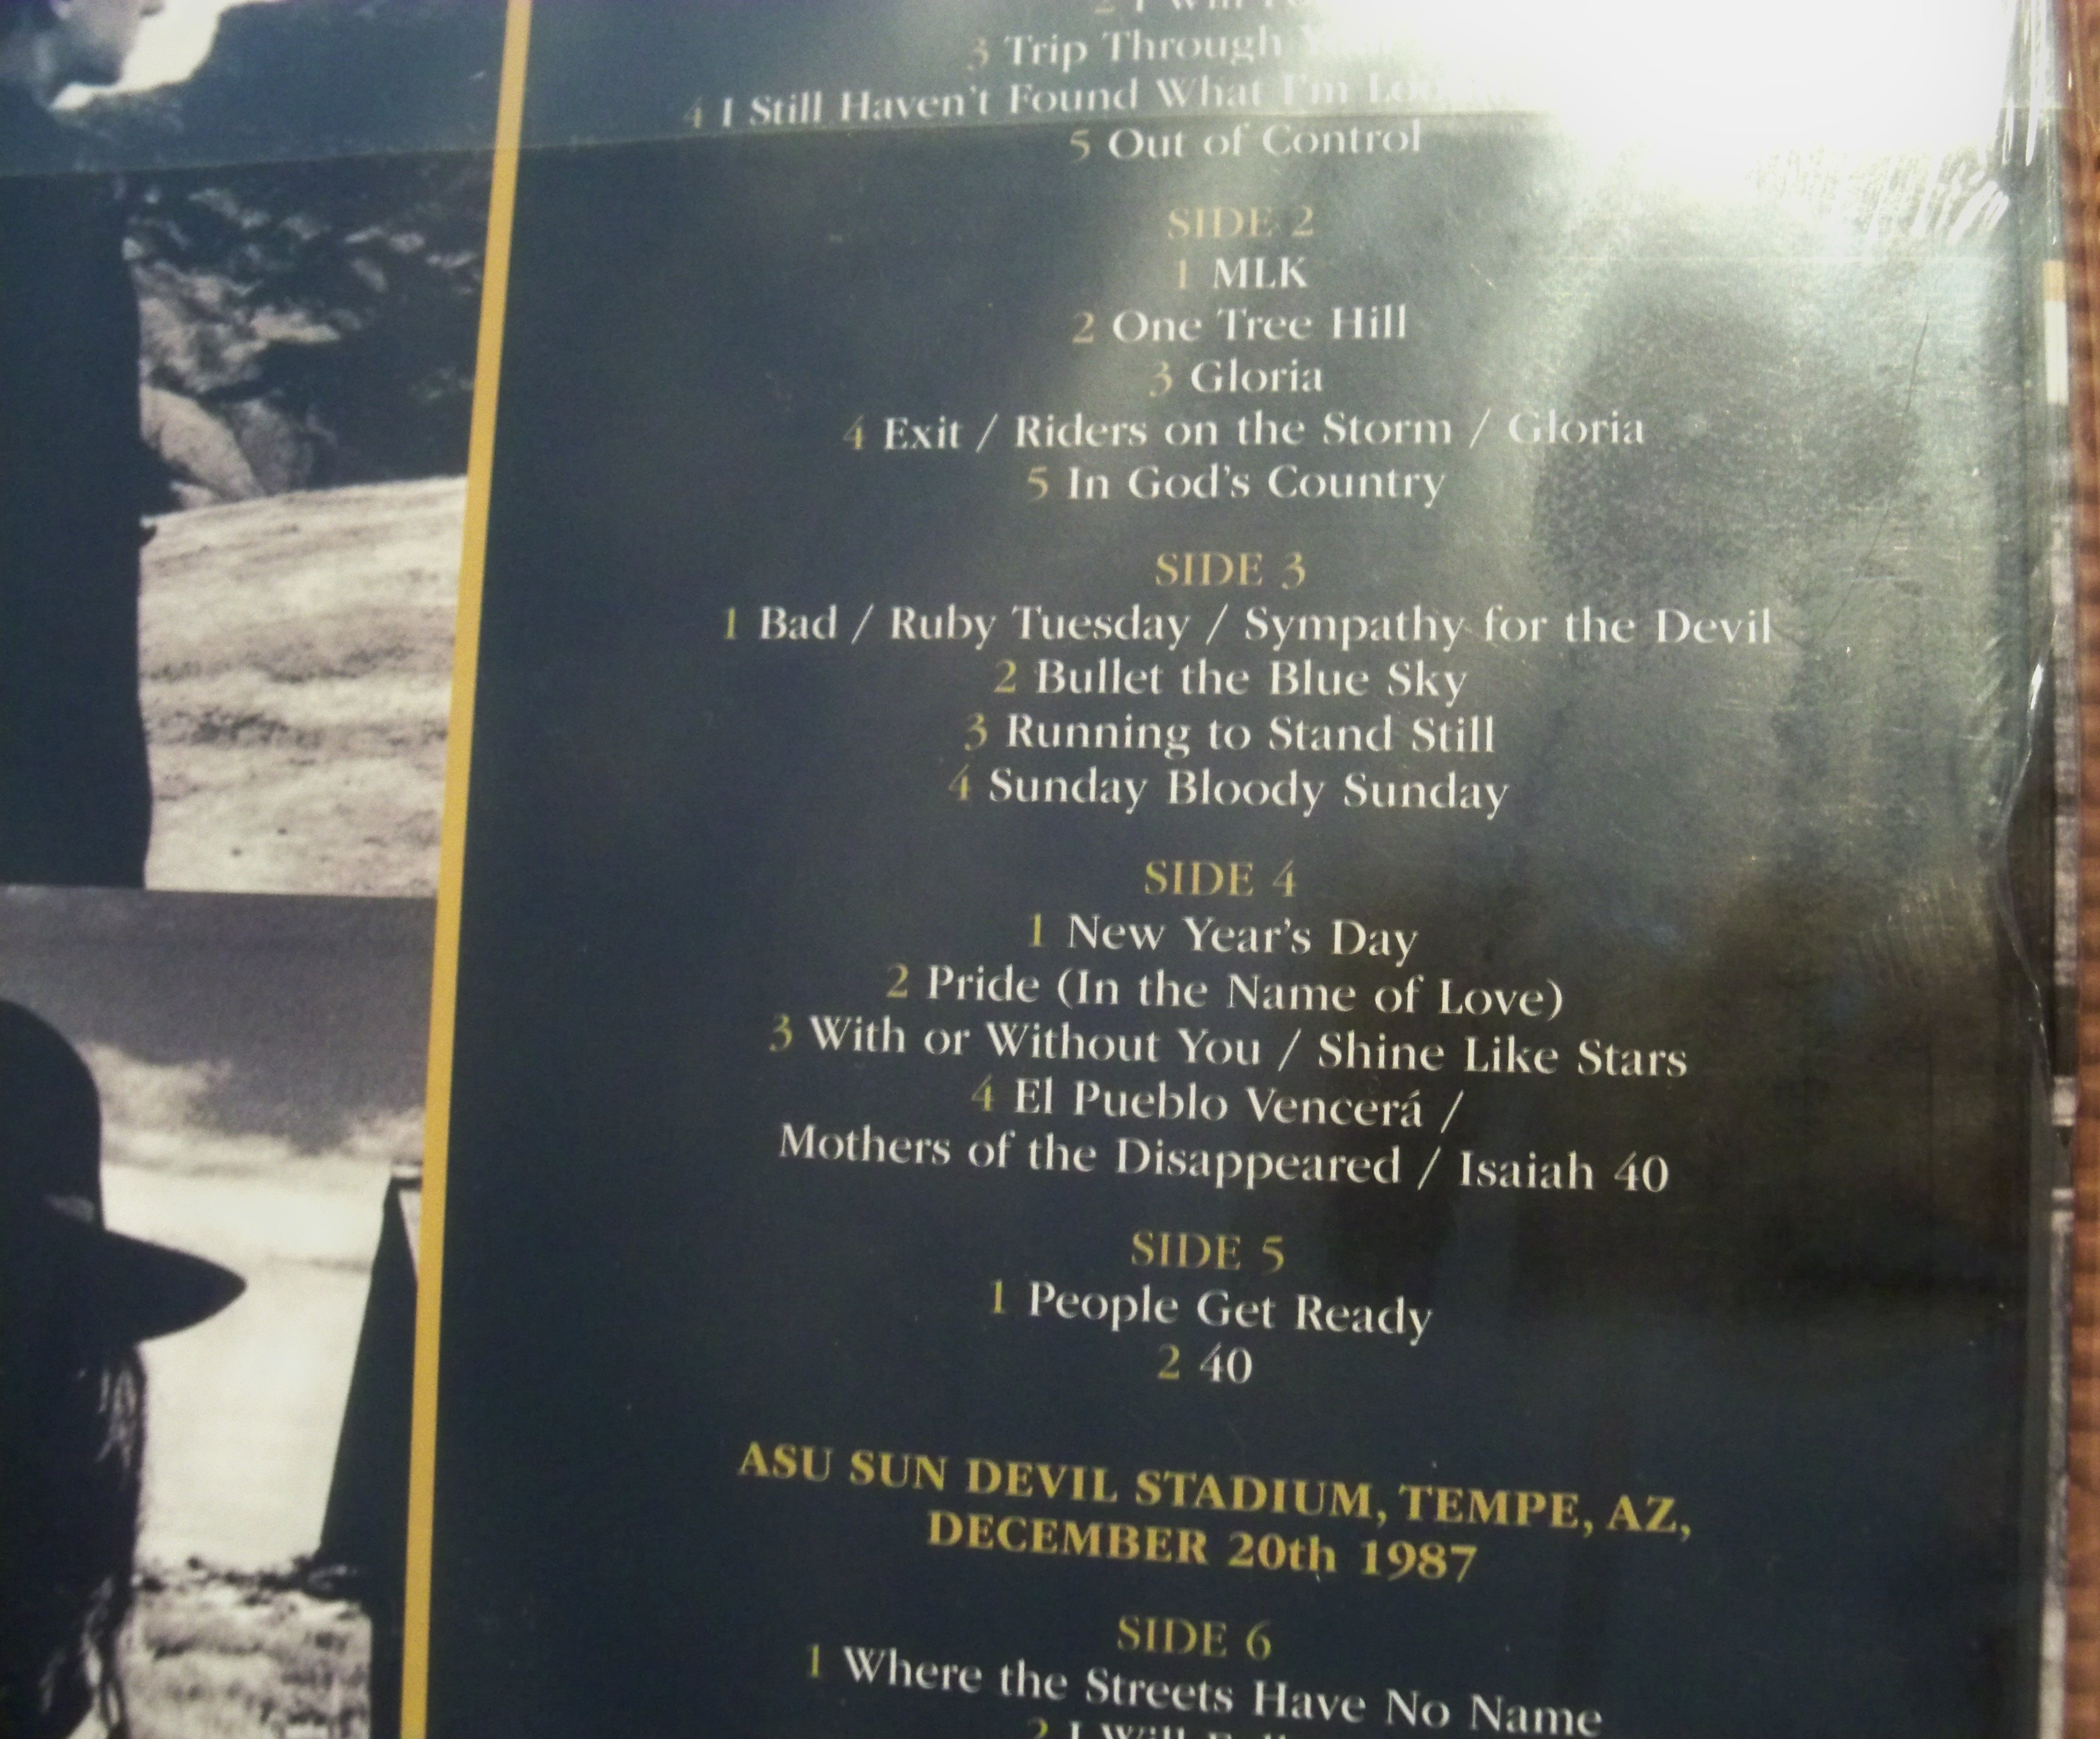 2 I Will
3 Trip Through
4 I Still Haven't Found What I'm
5 Out of Control
SIDE 2
1 MLK
2 One Tree Hill
3 Gloria
4 Exit / Riders on the Storm / Gloria
5 In God's Country
SIDE 3
1 Bad / Ruby Tuesday / Sympathy for the Devil
2 Bullet the Blue Sky
3 Running to Stand Still
4 Sunday Bloody Sunday
SIDE 4
1 New Year's Day
2 Pride (In the Name of Love)
3 With or Without You / Shine Like Stars
4 El Pueblo Vencerá /
Mothers of the Disappeared / Isaiah 40
SIDE 5
1 People Get Ready
2 40
ASU SUN DEVIL STADIUM, TEMPE, AZ,
DECEMBER 20th 1987
SIDE 6
1 Where the Streets Have No Name
2 I Will